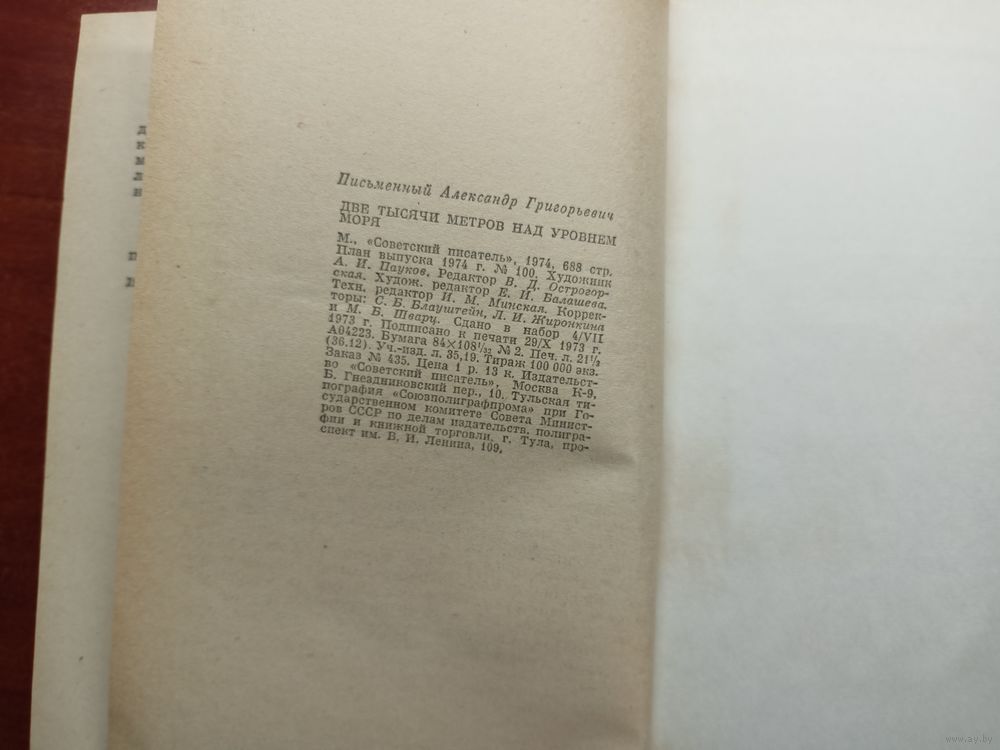 Письменный Александр Григорьевич
ДВЕ ТЫСЯЧИ МЕТРОВ НАД УРОВНЕМ
МОРЯ
М., «Советский писатель», 1974, 688 стр.
План выпуска 1974 г. № 100. Художник
А. И. Пауков. Редактор В. Д. Острогор-
ская. Худож. редактор Е. И. Балашева.
Техн. редактор И. М. Минская. Коррек-
торы: С. Б. Блауштейн, Л. И. Жиронкина
и М. Б. Шварц. Сдано в набор 4/VII
1973 г. Подписано к печати 29/X 1973 г.
А04223. Бумага 84×108¹/₃₂ № 2. Печ. л. 21½
(36.12). Уч.-изд. л. 35,19. Тираж 100 000 экз.
Заказ № 435. Цена 1 р. 13 к. Издательст-
во «Советский писатель», Москва К-9,
Б. Гнездниковский пер., 10. Тульская ти-
пография «Союзполиграфпрома» при Го-
сударственном комитете Совета Минист-
ров СССР по делам издательств, полигра-
фии и книжной торговли, г. Тула, про-
спект им. В. И. Ленина, 109.
www.ay.by